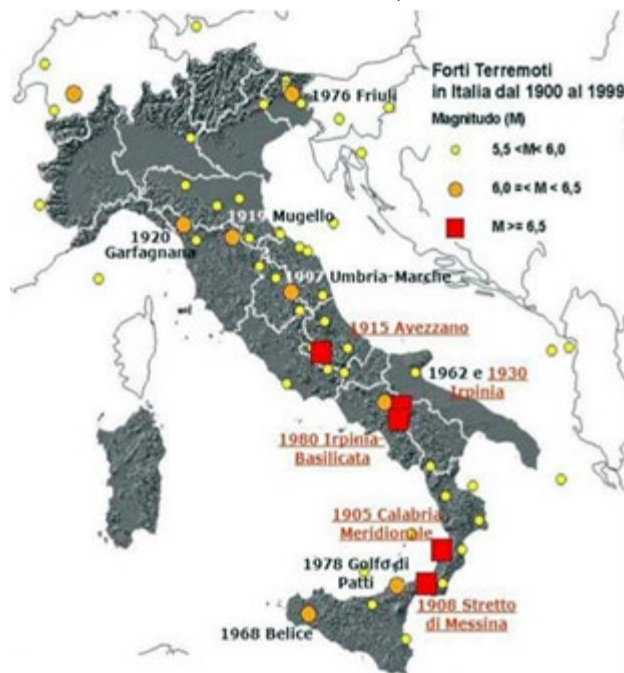 Forti Terremoti
in Italia dal 1900 al 1999
Magnitudo (M)
5,5 <M< 6,0
6,0 =< M < 6,5
M >= 6,5
1976 Friuli
1919 Mugello
1920
Garfagnana
1997 Umbria-Marche
1915 Avezzano
1962 e 1930
Irpinia
1980 Irpinia-
Basilicata
1905 Calabria
Meridionale
1978 Golfo di
Patti
1908 Stretto
di Messina
1968 Belice